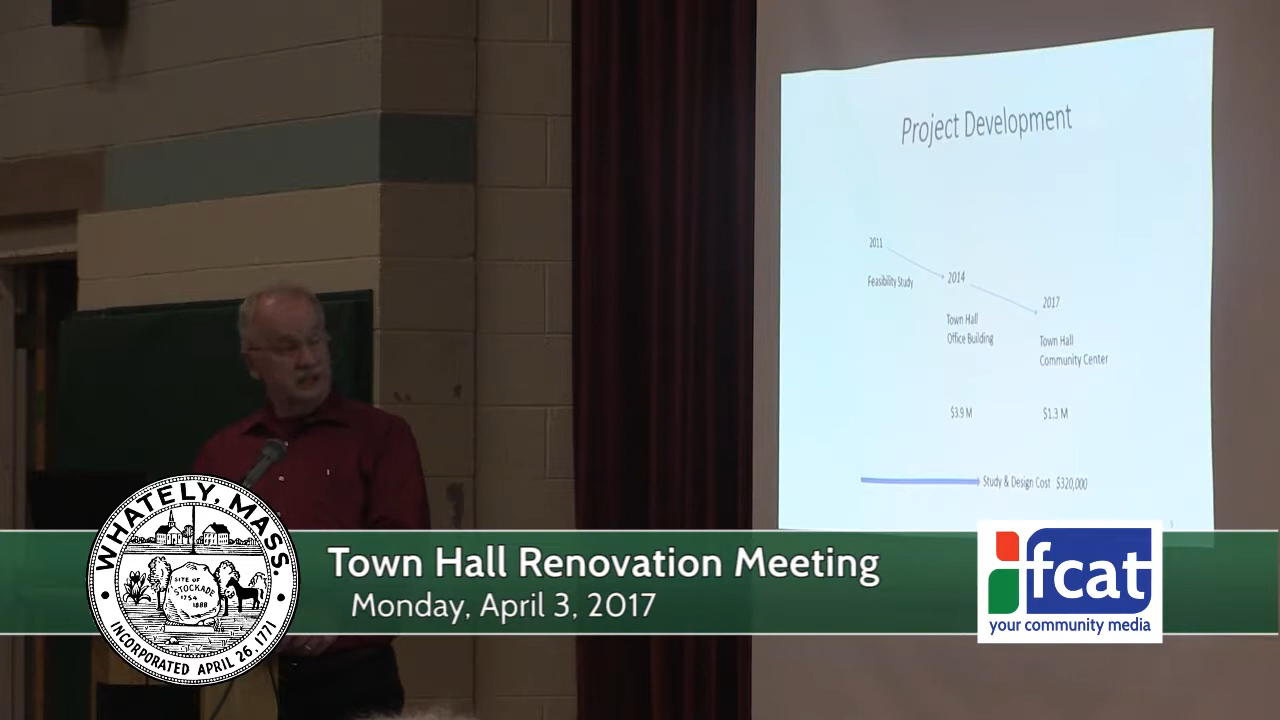 Project Development
2011
Feasibility Study
2014
Town Hall
Office Building
2017
Town Hall
Community Center
$3.9 M
$1.3 M
Study & Design Cost $320,000
WHATELY, MASS.
SITE OF
STOCKADE
1754
1888
INCORPORATED APRIL 26, 1771
Town Hall Renovation Meeting
Monday, April 3, 2017
fcat
your community media